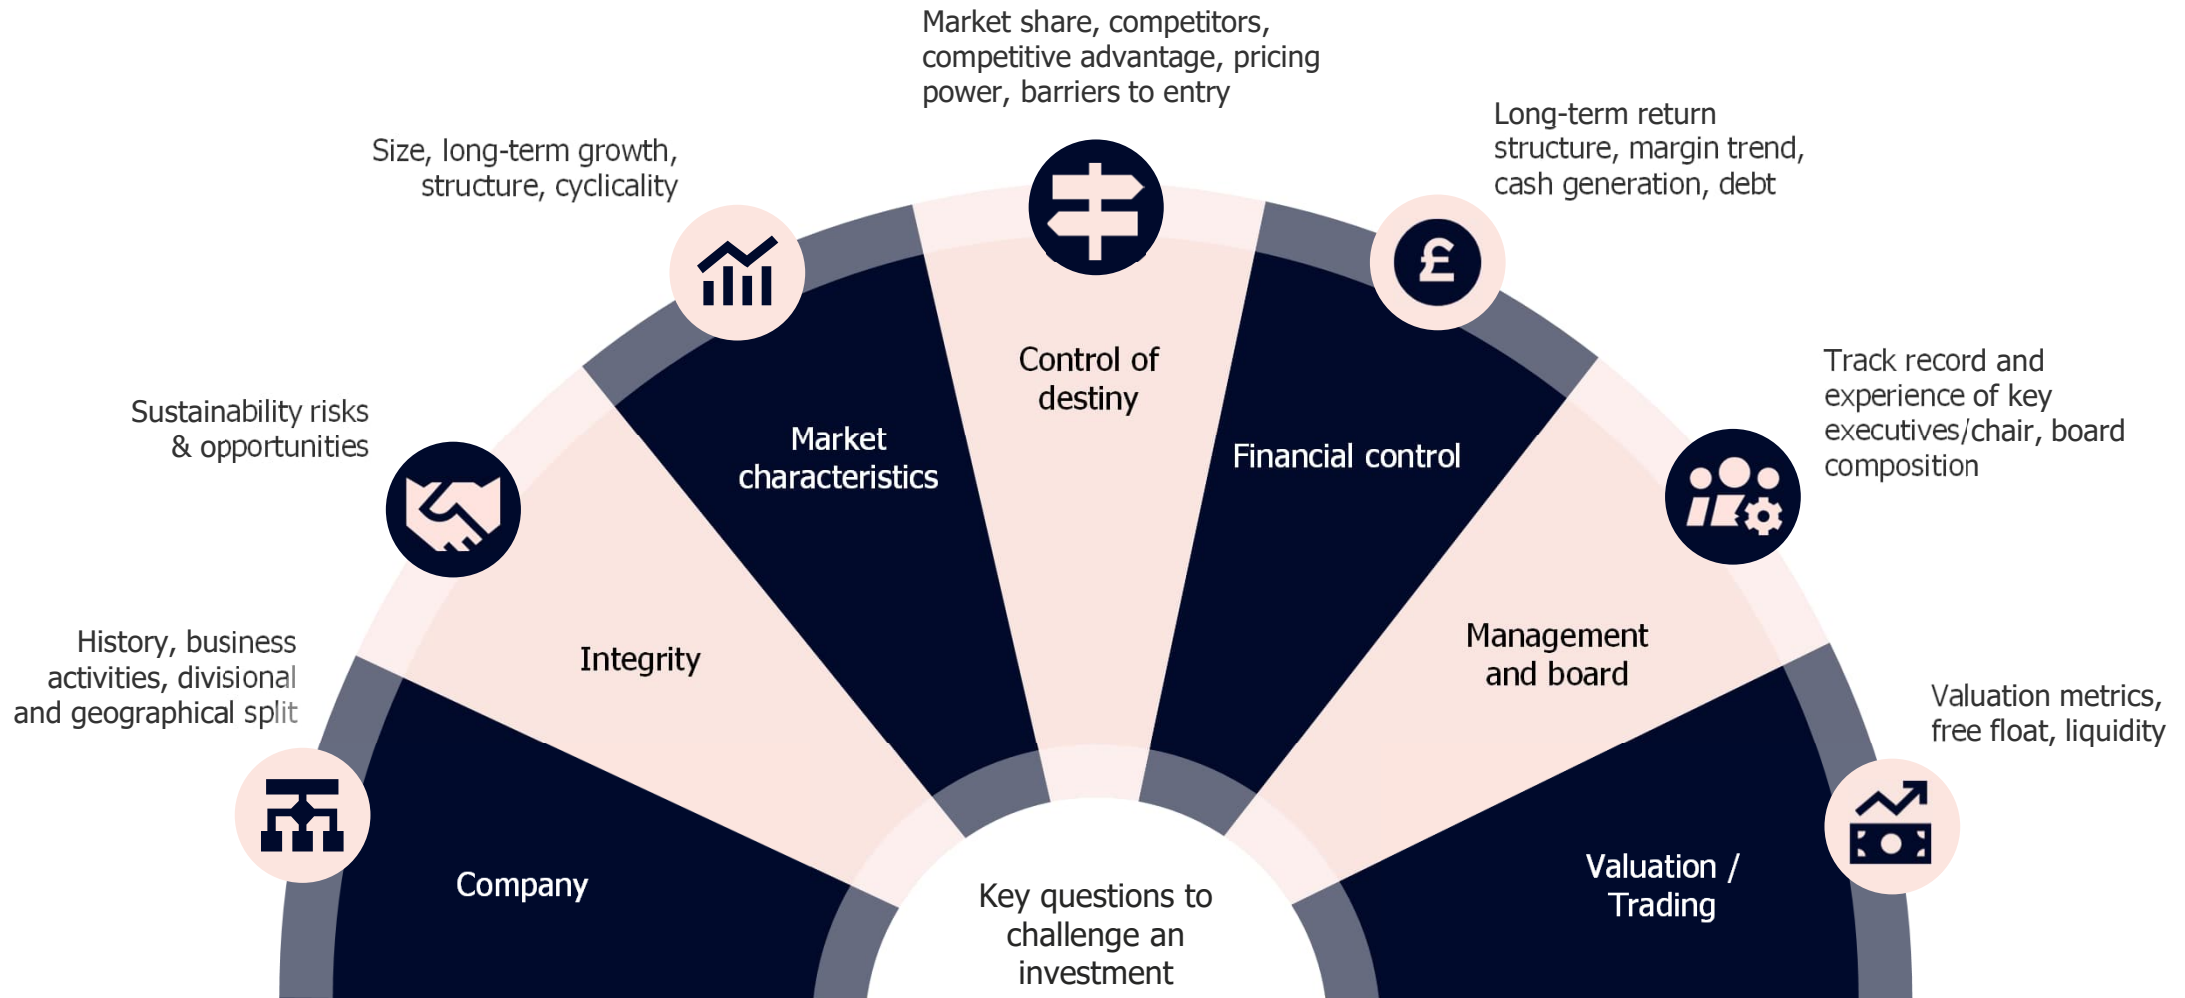 Market share, competitors,
competitive advantage, pricing
power, barriers to entry
Long-term return
structure, margin trend,
cash generation, debt
Size, long-term growth,
structure, cyclicality
Control of
destiny
Track record and
experience of key
executives/chair, board
composition
Sustainability risks
& opportunities
Market
characteristics
Financial control
£
History, business
activities, divisional
and geographical split
Integrity
Management
and board
Valuation metrics,
free float, liquidity
Company
Valuation /
Trading
Key questions to
challenge an
investment